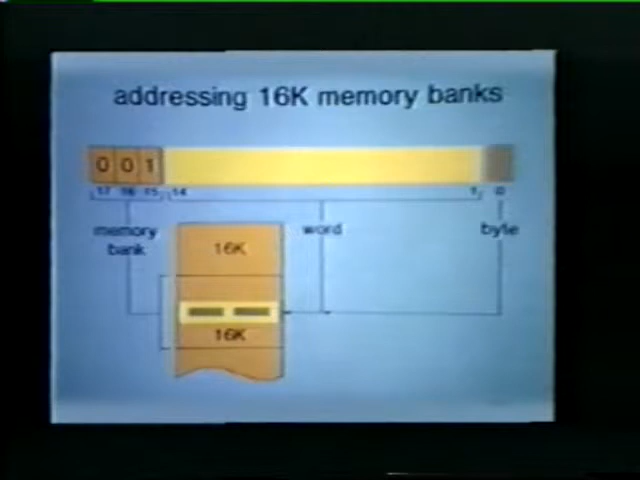 addressing 16K memory banks
0 0 1
17 16 15 14 1 0
memory bank
word
byte
16K
16K